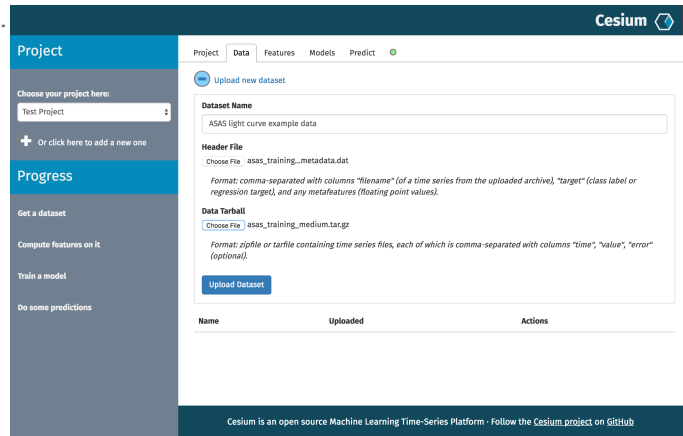 Cesium
Project
Choose your project here:
Test Project
Or click here to add a new one
Progress
Get a dataset
Compute features on it
Train a model
Do some predictions
Project Data Features Models Predict
Upload new dataset
Dataset Name
ASAS light curve example data
Header File
Choose File asas_training...metadata.dat
Format: comma-separated with columns "filename" (of a time series from the uploaded archive), "target" (class label or
regression target), and any metafeatures (floating point values).
Data Tarball
Choose File asas_training_medium.tar.gz
Format: zipfile or tarfile containing time series files, each of which is comma-separated with columns "time", "value", "error"
(optional).
Upload Dataset
Name Uploaded Actions
Cesium is an open source Machine Learning Time-Series Platform · Follow the Cesium project on GitHub